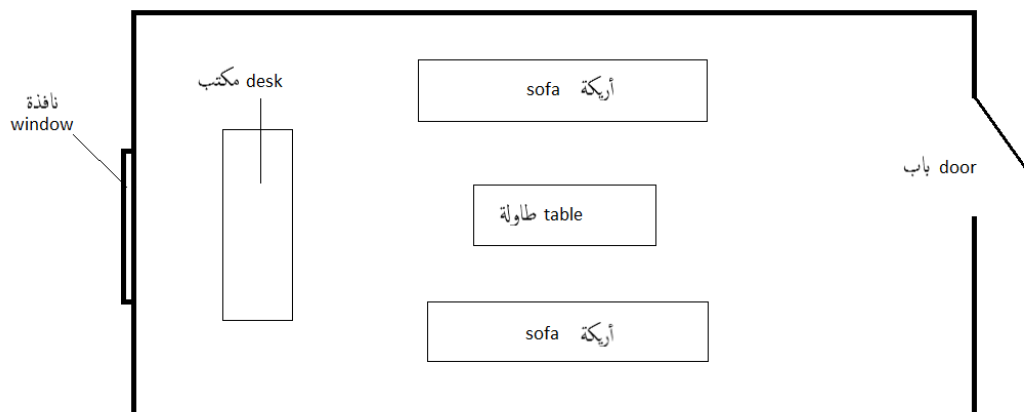 مكتب desk
نافذة
window
sofa أريكة
باب door
طاولة table
sofa أريكة